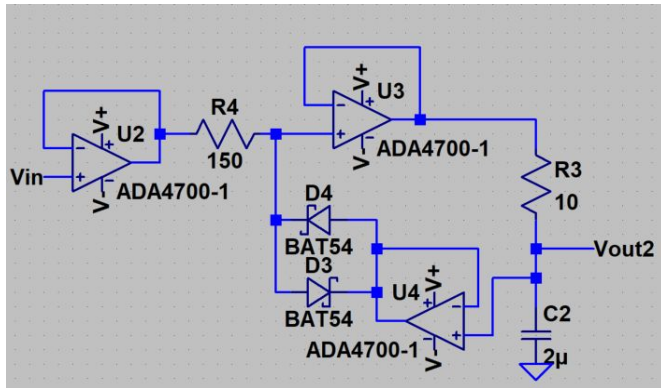 V+
U3
R4
V+
U2
150
V-
ADA4700-1
R3
10
Vin
ADA4700-1
V-
D4
BAT54
Vout2
D3
V+
U4
BAT54
C2
ADA4700-1
V-
2µ